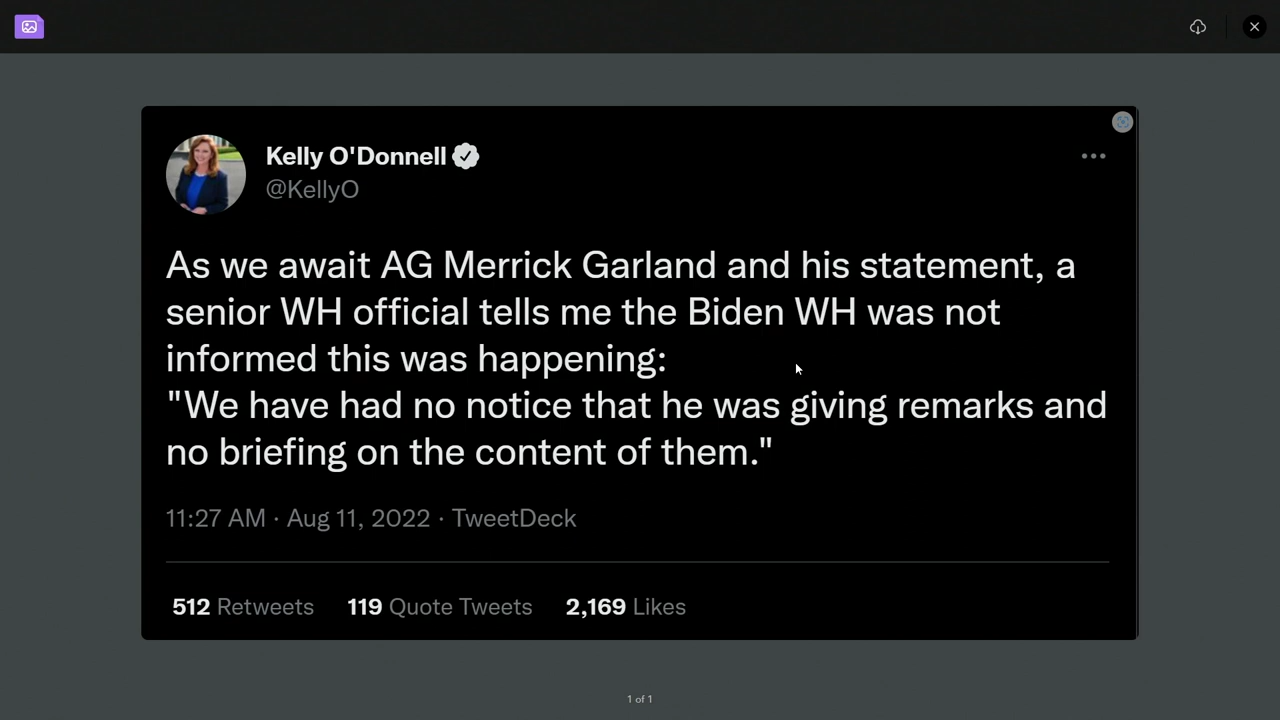 Kelly O'Donnell
@KellyO
As we await AG Merrick Garland and his statement, a
senior WH official tells me the Biden WH was not
informed this was happening:
"We have had no notice that he was giving remarks and
no briefing on the content of them."
11:27 AM · Aug 11, 2022 · TweetDeck
512 Retweets 119 Quote Tweets 2,169 Likes
1 of 1